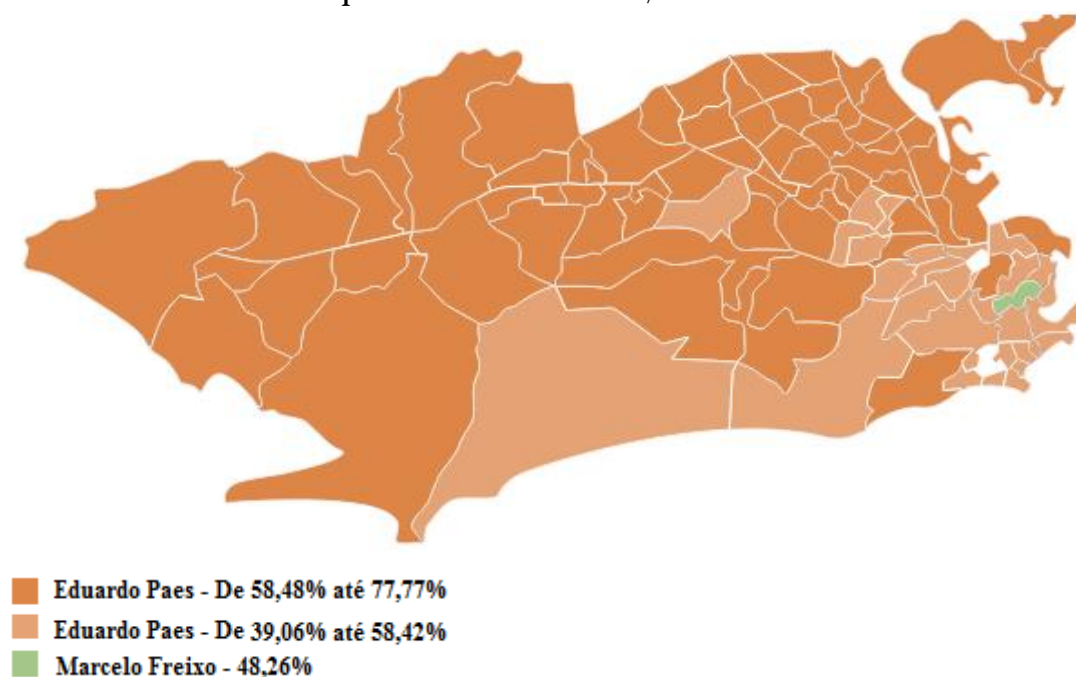 Eduardo Paes - De 58,48% até 77,77%
Eduardo Paes - De 39,06% até 58,42%
Marcelo Freixo - 48,26%